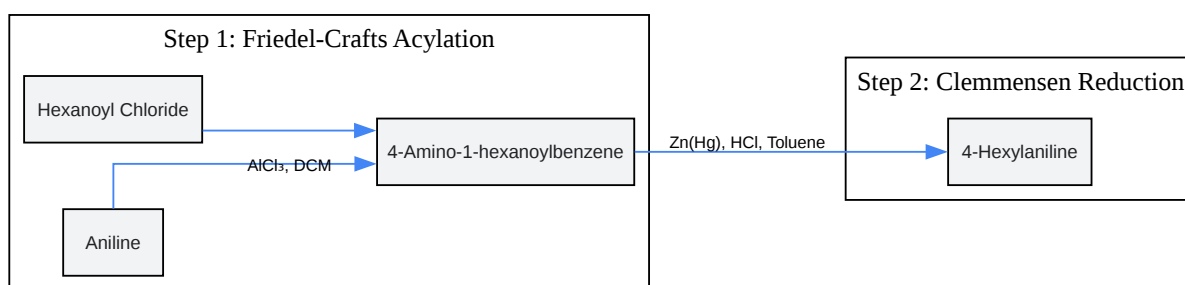 Step 1: Friedel-Crafts Acylation
Hexanoyl Chloride
AlCl₃, DCM
Aniline
4-Amino-1-hexanoylbenzene
Zn(Hg), HCl, Toluene
Step 2: Clemmensen Reduction
4-Hexylaniline